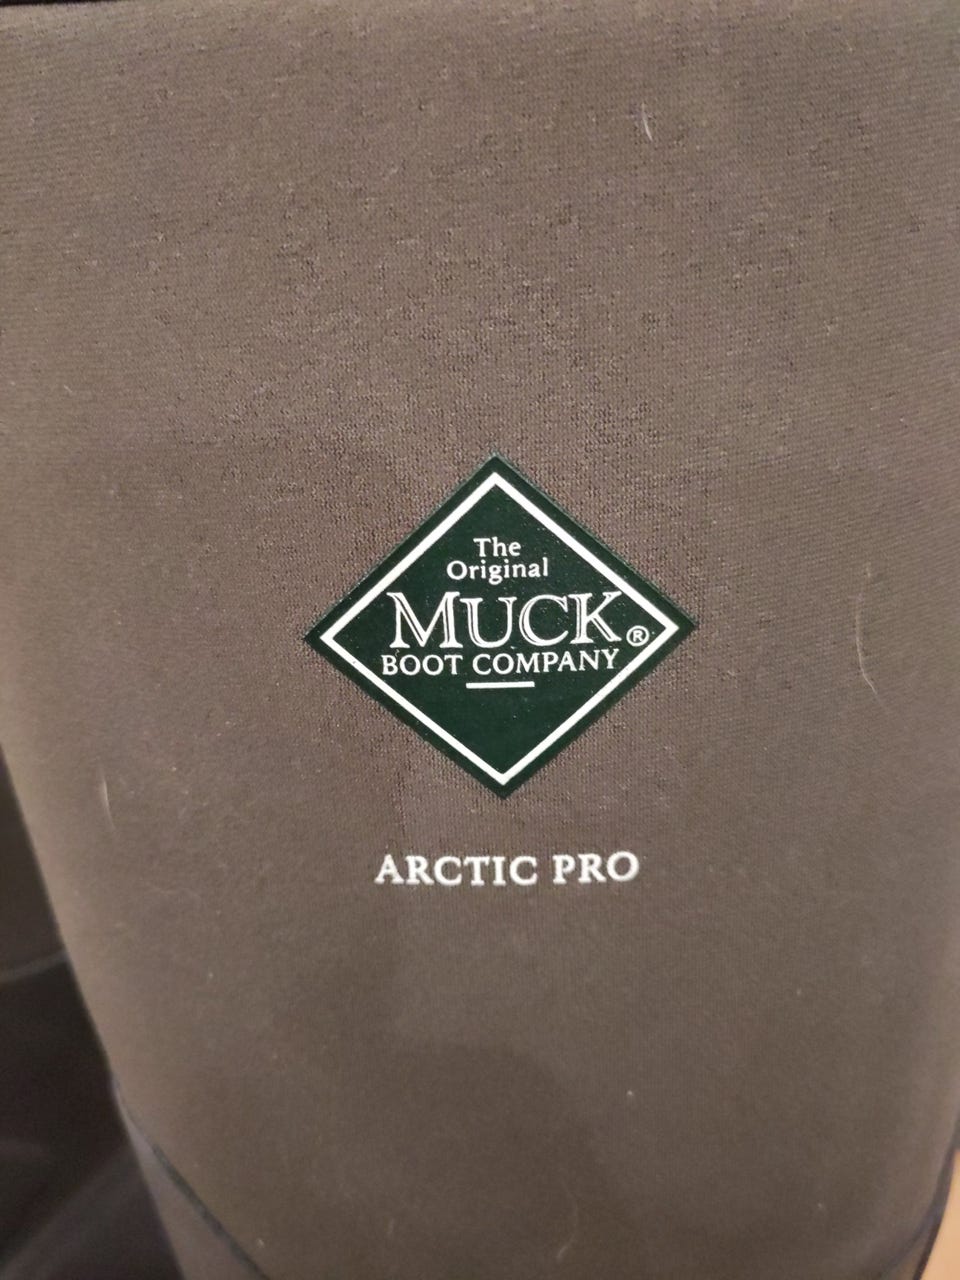 The
Original
MUCK®
BOOT COMPANY
ARCTIC PRO